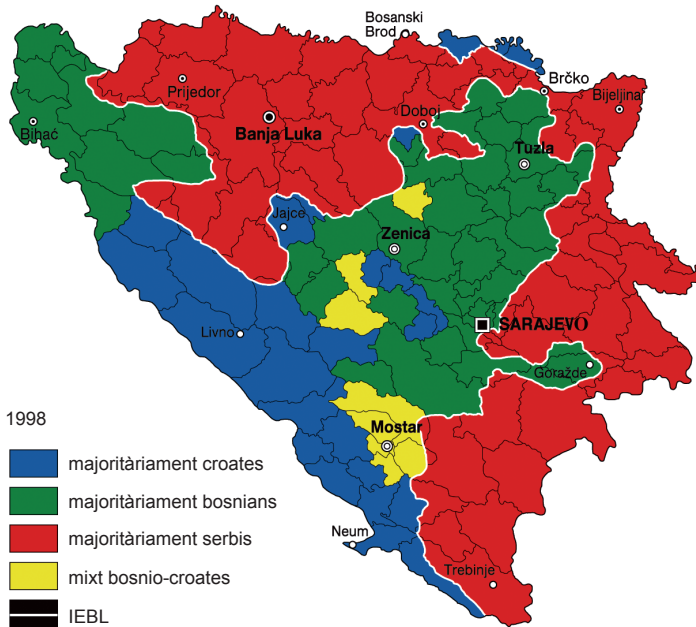 Bosanski
Brod
Brčko
Prijedor
Bijeljina
Doboj
Banja Luka
Bihać
Tuzla
Jajce
Zenica
SARAJEVO
Livno
Goražde
1998
Mostar
majoritàriament croates
majoritàriament bosnians
majoritàriament serbis
Neum
mixt bosnio-croates
Trebinje
IEBL